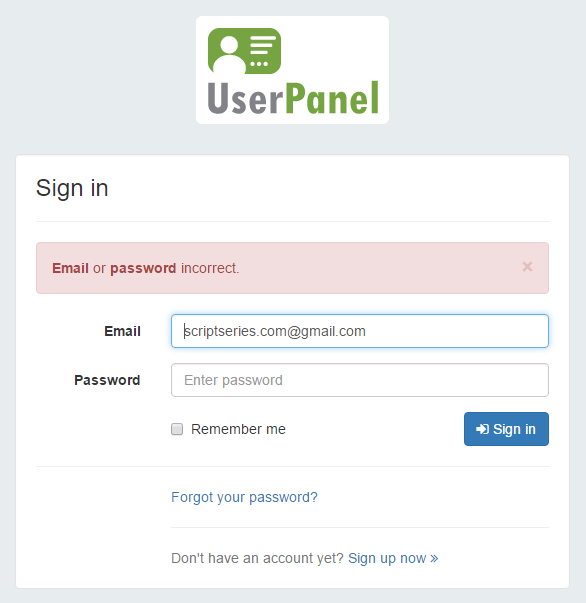 UserPanel
Sign in
Email or password incorrect.
×
Email
scriptseries.com@gmail.com
Password
Enter password
Remember me
Sign in
Forgot your password?
Don't have an account yet? Sign up now »